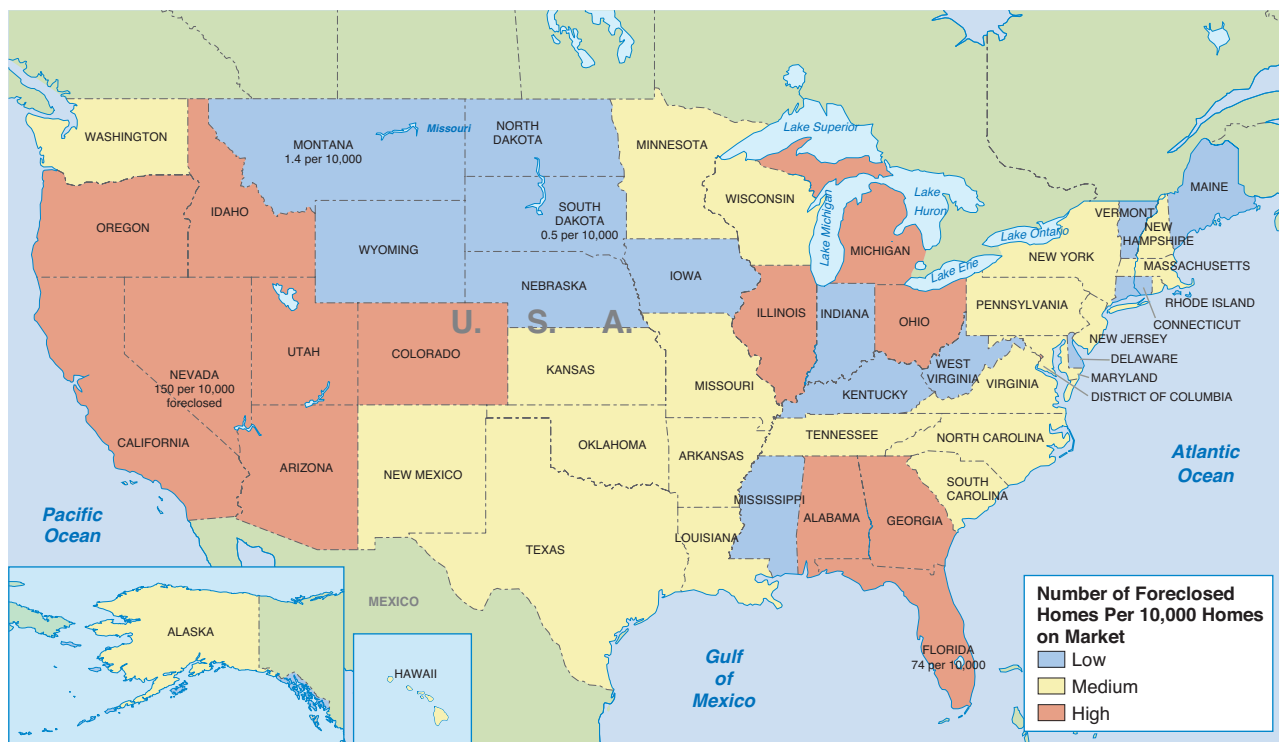 WASHINGTON
MONTANA
1.4 per 10,000
Missouri
NORTH
DAKOTA
MINNESOTA
Lake Superior
MAINE
OREGON
IDAHO
WYOMING
SOUTH
DAKOTA
0.5 per 10,000
WISCONSIN
Lake Michigan
Lake
Huron
MICHIGAN
Lake Ontario
Lake Erie
VERMONT
NEW
HAMPSHIRE
NEW YORK
MASSACHUSETTS
RHODE ISLAND
CONNECTICUT
NEBRASKA
IOWA
ILLINOIS
INDIANA
OHIO
PENNSYLVANIA
NEW JERSEY
DELAWARE
MARYLAND
DISTRICT OF COLUMBIA
U. S. A.
NEVADA
150 per 10,000
foreclosed
UTAH
COLORADO
KANSAS
MISSOURI
KENTUCKY
WEST
VIRGINIA
VIRGINIA
CALIFORNIA
ARIZONA
NEW MEXICO
OKLAHOMA
ARKANSAS
TENNESSEE
NORTH CAROLINA
SOUTH
CAROLINA
Atlantic
Ocean
Pacific
Ocean
TEXAS
LOUISIANA
MISSISSIPPI
ALABAMA
GEORGIA
FLORIDA
74 per 10,000
MEXICO
ALASKA
HAWAII
Gulf
of
Mexico
Number of Foreclosed
Homes Per 10,000 Homes
on Market
Low
Medium
High